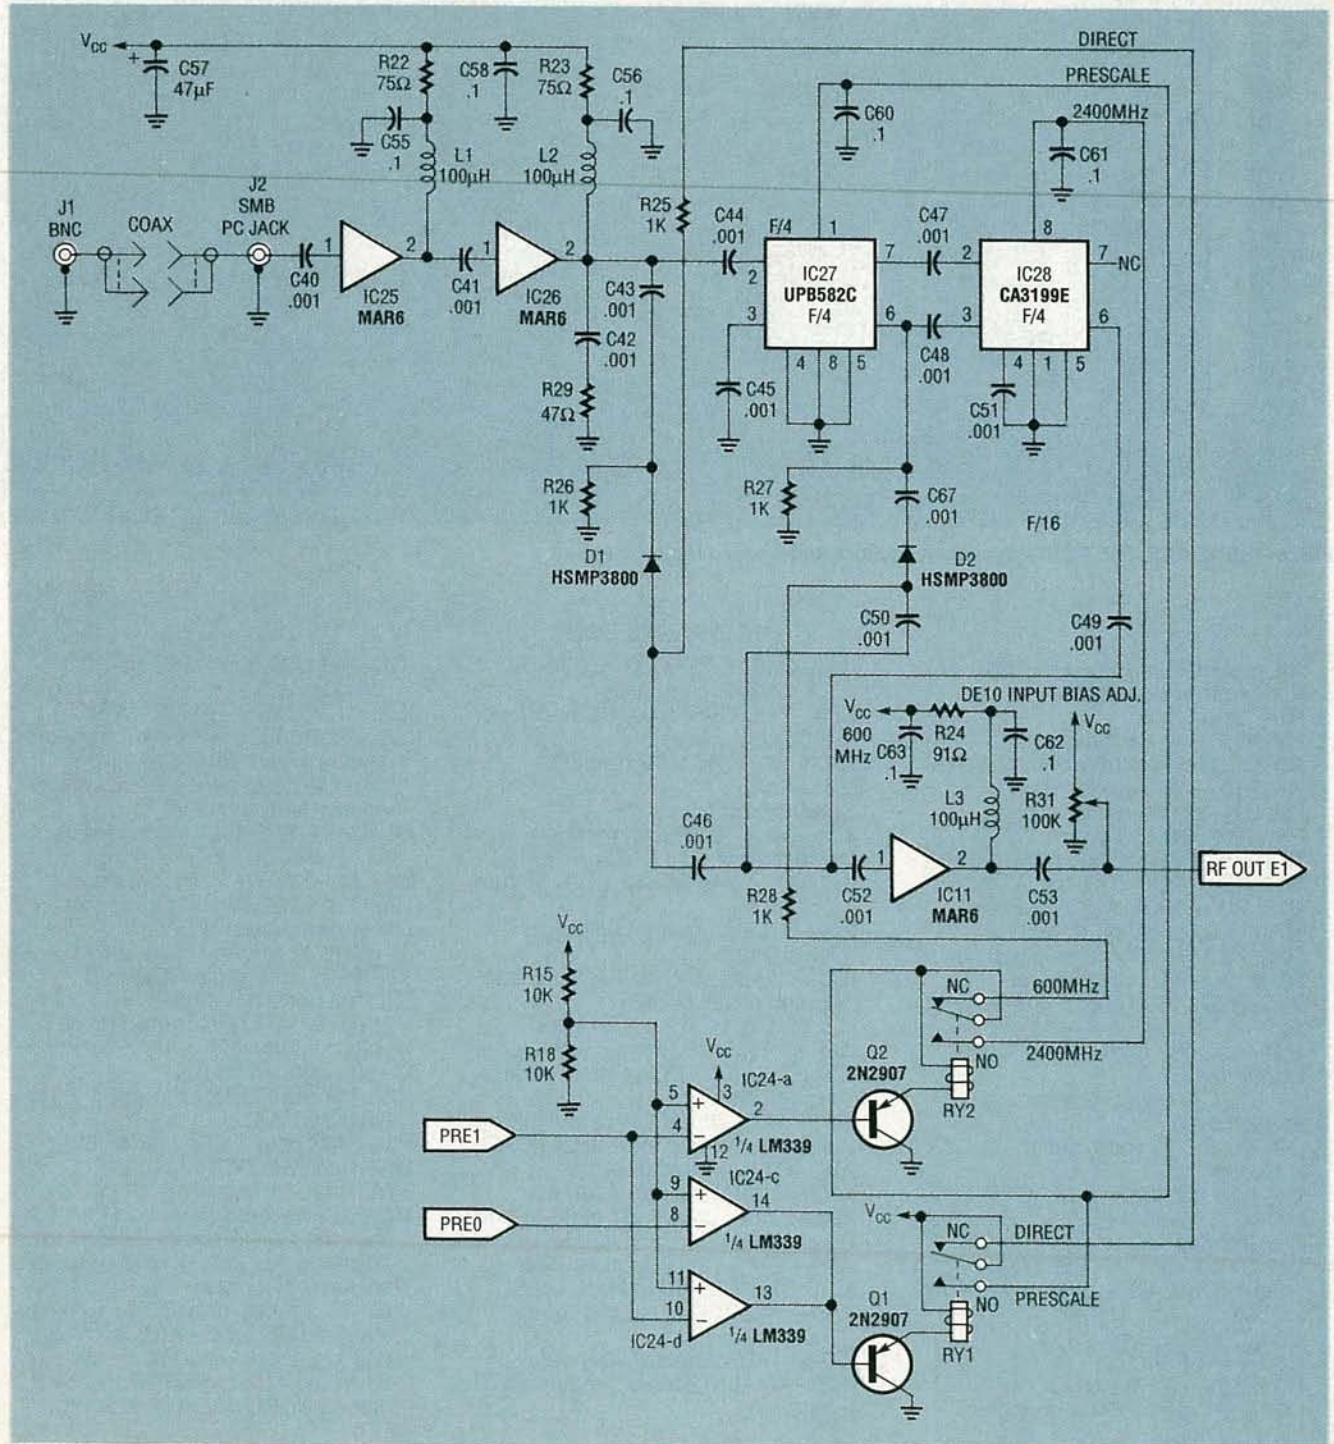 DIRECT
VCC
+
C57
47µF
R22
75Ω
C58
.1
R23
75Ω
C56
.1
PRESCALE
C60
.1
2400MHz
C61
.1
C55
.1
L1
100µH
L2
100µH
J1
BNC
COAX
J2
SMB
PC JACK
C40
.001
1
2
IC25
MAR6
C41
.001
1
2
IC26
MAR6
C43
.001
C42
.001
R29
47Ω
R25
1K
C44
.001
F/4
1
2
3
7
6
IC27
UPB582C
F/4
4
8
5
C45
.001
C47
.001
C48
.001
8
2
3
7
NC
6
IC28
CA3199E
F/4
4
1
5
C51
.001
R26
1K
D1
HSMP3800
R27
1K
C67
.001
F/16
D2
HSMP3800
C50
.001
C49
.001
DE10 INPUT BIAS ADJ.
VCC
600
MHz
C63
.1
R24
91Ω
C62
.1
VCC
L3
100µH
R31
100K
C46
.001
C52
.001
1
2
IC11
MAR6
C53
.001
RF OUT E1
R28
1K
VCC
R15
10K
R18
10K
NC
600MHz
NO
2400MHz
RY2
Q2
2N2907
VCC
3
IC24-a
5
+
4
−
2
12
1/4 LM339
PRE1
IC24-c
9
+
8
−
14
1/4 LM339
PRE0
11
+
10
−
13
IC24-d
1/4 LM339
VCC
NC
DIRECT
NO
PRESCALE
RY1
Q1
2N2907